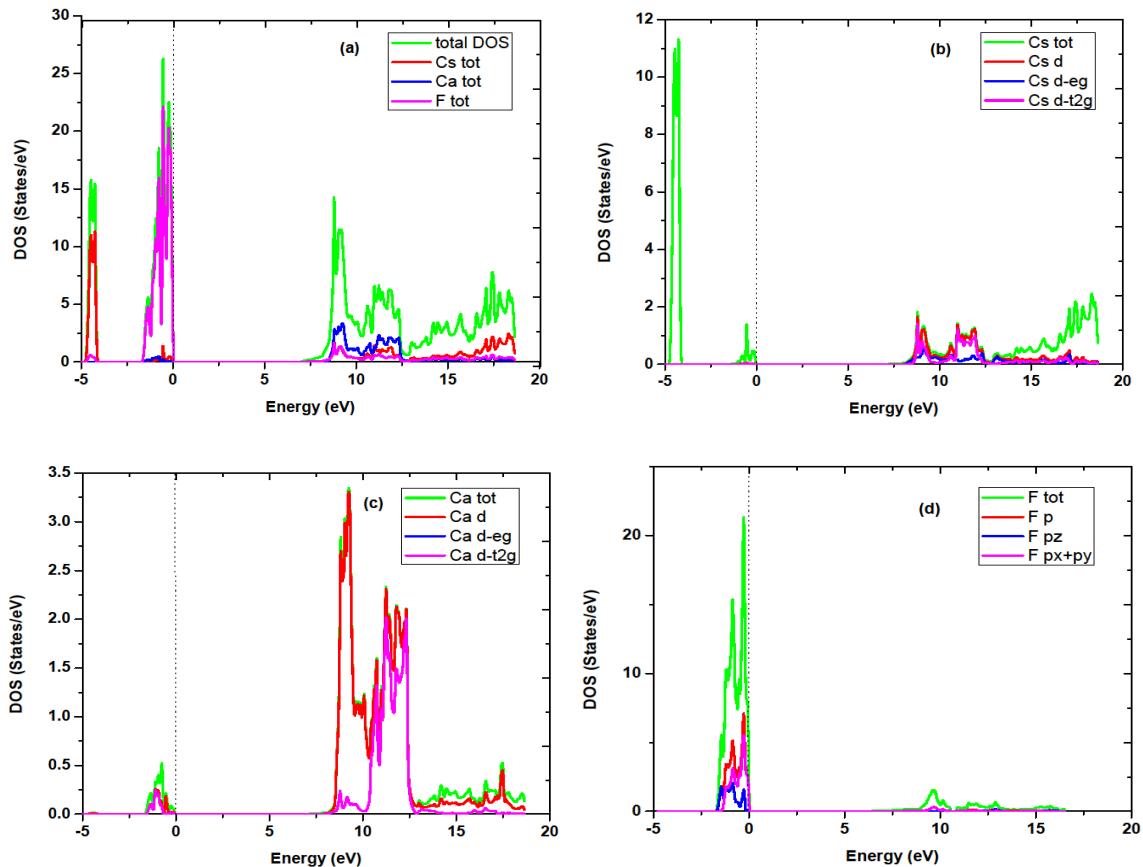 (a)
total DOS
Cs tot
Ca tot
F tot
DOS (States/eV)
30
25
20
15
10
5
0
-5 0 5 10 15 20
Energy (eV)
(b)
Cs tot
Cs d
Cs d-eg
Cs d-t2g
DOS (States/eV)
12
10
8
6
4
2
0
-5 0 5 10 15 20
Energy (eV)
(c)
Ca tot
Ca d
Ca d-eg
Ca d-t2g
DOS (States/eV)
3.5
3.0
2.5
2.0
1.5
1.0
0.5
0.0
-5 0 5 10 15 20
Energy (eV)
(d)
F tot
F p
F pz
F px+py
DOS (States/eV)
20
10
0
-5 0 5 10 15 20
Energy (eV)